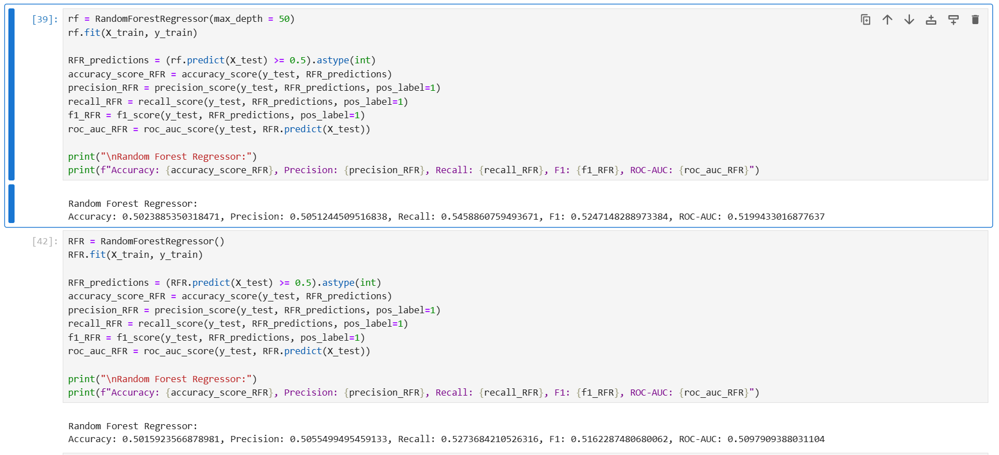 [39]:
rf = RandomForestRegressor(max_depth = 50)
rf.fit(X_train, y_train)
RFR_predictions = (rf.predict(X_test) >= 0.5).astype(int)
accuracy_score_RFR = accuracy_score(y_test, RFR_predictions)
precision_RFR = precision_score(y_test, RFR_predictions, pos_label=1)
recall_RFR = recall_score(y_test, RFR_predictions, pos_label=1)
f1_RFR = f1_score(y_test, RFR_predictions, pos_label=1)
roc_auc_RFR = roc_auc_score(y_test, RFR.predict(X_test))
print("\nRandom Forest Regressor:")
print(f"Accuracy: {accuracy_score_RFR}, Precision: {precision_RFR}, Recall: {recall_RFR}, F1: {f1_RFR}, ROC-AUC: {roc_auc_RFR}")
Random Forest Regressor:
Accuracy: 0.5023885350318471, Precision: 0.5051244509516838, Recall: 0.5458860759493671, F1: 0.5247148288973384, ROC-AUC: 0.5199433016877637
[42]:
RFR = RandomForestRegressor()
RFR.fit(X_train, y_train)
RFR_predictions = (RFR.predict(X_test) >= 0.5).astype(int)
accuracy_score_RFR = accuracy_score(y_test, RFR_predictions)
precision_RFR = precision_score(y_test, RFR_predictions, pos_label=1)
recall_RFR = recall_score(y_test, RFR_predictions, pos_label=1)
f1_RFR = f1_score(y_test, RFR_predictions, pos_label=1)
roc_auc_RFR = roc_auc_score(y_test, RFR.predict(X_test))
print("\nRandom Forest Regressor:")
print(f"Accuracy: {accuracy_score_RFR}, Precision: {precision_RFR}, Recall: {recall_RFR}, F1: {f1_RFR}, ROC-AUC: {roc_auc_RFR}")
Random Forest Regressor:
Accuracy: 0.5015923566878981, Precision: 0.5055499495459133, Recall: 0.5273684210526316, F1: 0.5162287480680062, ROC-AUC: 0.5097909388031104